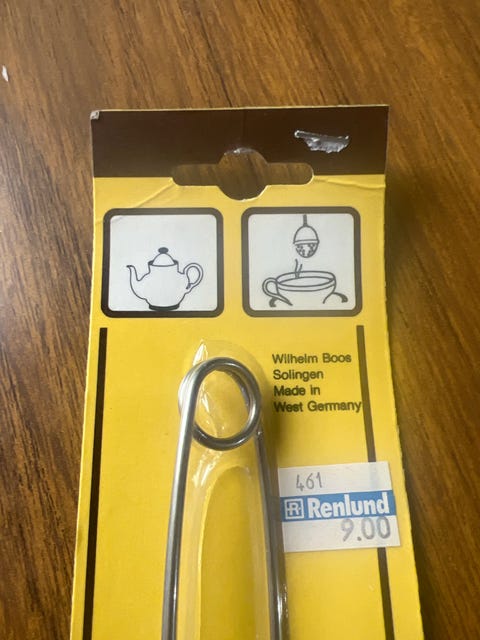 Wilhelm Boos
Solingen
Made in
West Germany
461
R Renlund
9.00